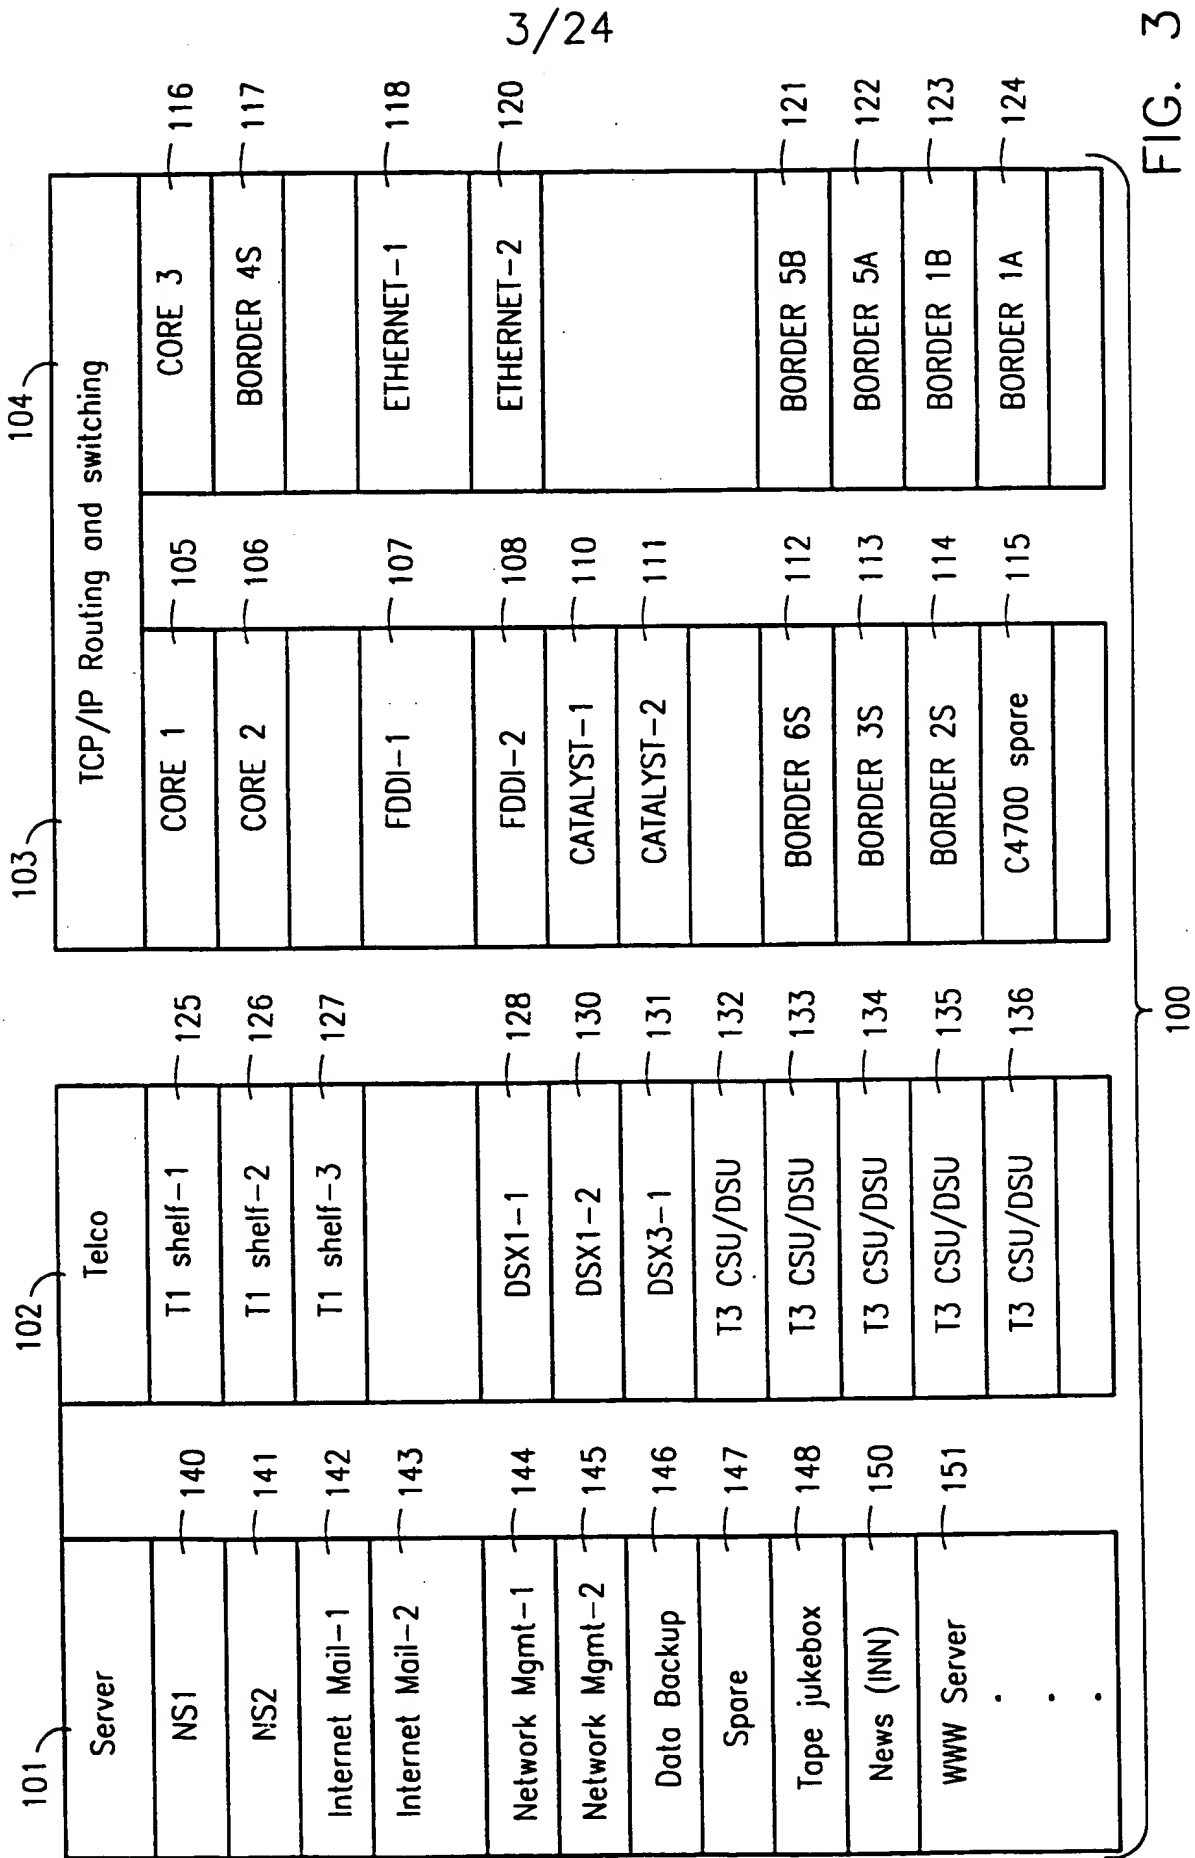 3/24
101
Server
NS1
140
NS2
141
Internet Mail-1
142
Internet Mail-2
143
Network Mgmt-1
144
Network Mgmt-2
145
Data Backup
146
Spare
147
Tape jukebox
148
News (INN)
150
WWW Server
151
.
.
.
102
Telco
T1 shelf-1
125
T1 shelf-2
126
T1 shelf-3
127
DSX1-1
128
DSX1-2
130
DSX3-1
131
T3 CSU/DSU
132
T3 CSU/DSU
133
T3 CSU/DSU
134
T3 CSU/DSU
135
T3 CSU/DSU
136
103
104
TCP/IP Routing and switching
CORE 1
105
CORE 2
106
FDDI-1
107
FDDI-2
108
CATALYST-1
110
CATALYST-2
111
BORDER 6S
112
BORDER 3S
113
BORDER 2S
114
C4700 spare
115
CORE 3
116
BORDER 4S
117
ETHERNET-1
118
ETHERNET-2
120
BORDER 5B
121
BORDER 5A
122
BORDER 1B
123
BORDER 1A
124
100
FIG. 3